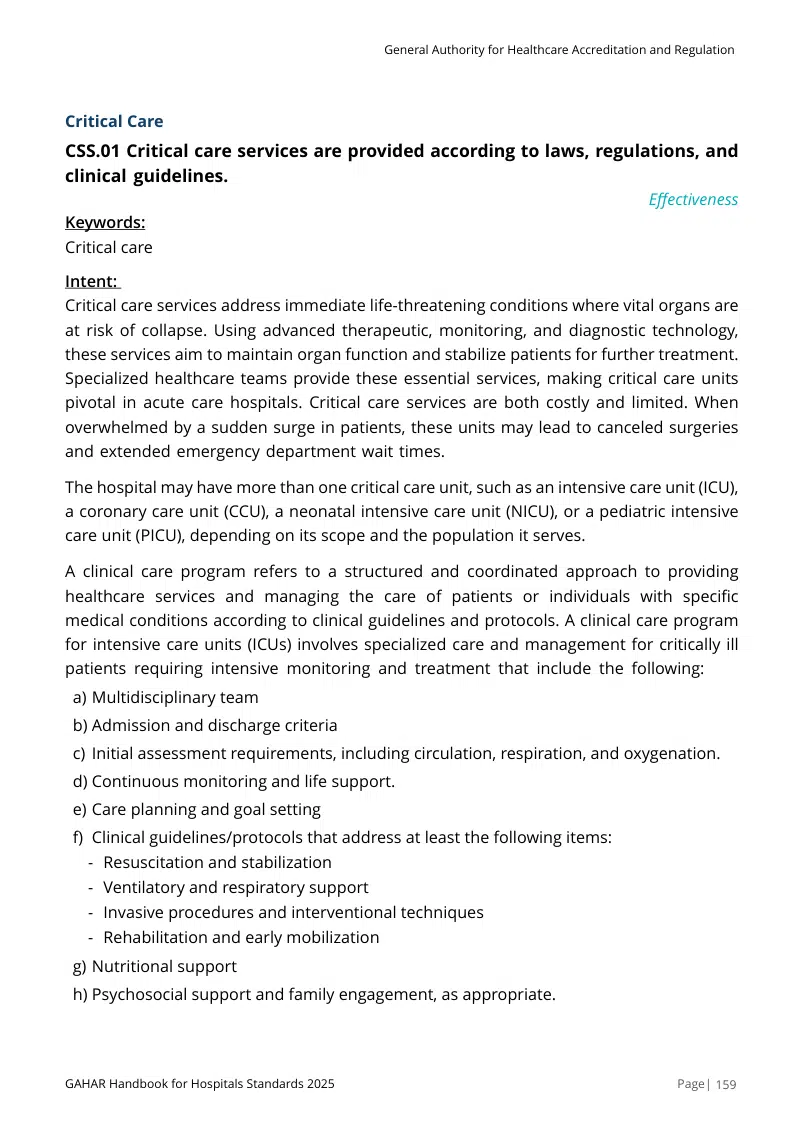 General Authority for Healthcare Accreditation and Regulation
Critical Care
CSS.01 Critical care services are provided according to laws, regulations, and
clinical guidelines.
Effectiveness
Keywords:
Critical care
Intent:
Critical care services address immediate life-threatening conditions where vital organs are
at risk of collapse. Using advanced therapeutic, monitoring, and diagnostic technology,
these services aim to maintain organ function and stabilize patients for further treatment.
Specialized healthcare teams provide these essential services, making critical care units
pivotal in acute care hospitals. Critical care services are both costly and limited. When
overwhelmed by a sudden surge in patients, these units may lead to canceled surgeries
and extended emergency department wait times.
The hospital may have more than one critical care unit, such as an intensive care unit (ICU),
a coronary care unit (CCU), a neonatal intensive care unit (NICU), or a pediatric intensive
care unit (PICU), depending on its scope and the population it serves.
A clinical care program refers to a structured and coordinated approach to providing
healthcare services and managing the care of patients or individuals with specific
medical conditions according to clinical guidelines and protocols. A clinical care program
for intensive care units (ICUs) involves specialized care and management for critically ill
patients requiring intensive monitoring and treatment that include the following:
a) Multidisciplinary team
b) Admission and discharge criteria
c) Initial assessment requirements, including circulation, respiration, and oxygenation.
d) Continuous monitoring and life support.
e) Care planning and goal setting
f) Clinical guidelines/protocols that address at least the following items:
- Resuscitation and stabilization
- Ventilatory and respiratory support
- Invasive procedures and interventional techniques
- Rehabilitation and early mobilization
g) Nutritional support
h) Psychosocial support and family engagement, as appropriate.
GAHAR Handbook for Hospitals Standards 2025
Page| 159